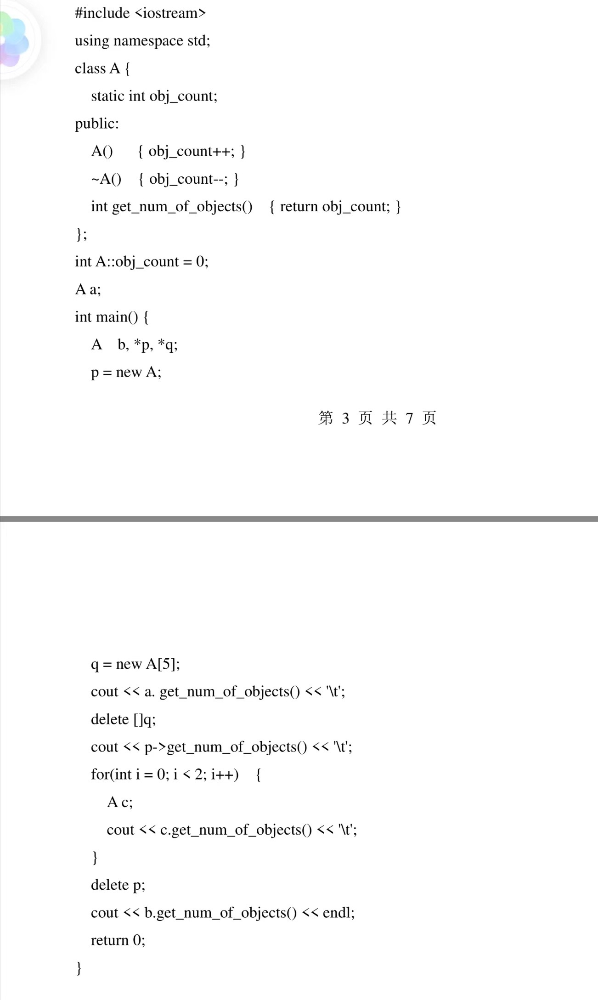 #include <iostream>
using namespace std;
class A {
static int obj_count;
public:
A() { obj_count++; }
~A() { obj_count--; }
int get_num_of_objects() { return obj_count; }
};
int A::obj_count = 0;
A a;
int main() {
A b, *p, *q;
p = new A;
第 3 页 共 7 页
q = new A[5];
cout << a. get_num_of_objects() << '\t';
delete []q;
cout << p->get_num_of_objects() << '\t';
for(int i = 0; i < 2; i++) {
A c;
cout << c.get_num_of_objects() << '\t';
}
delete p;
cout << b.get_num_of_objects() << endl;
return 0;
}